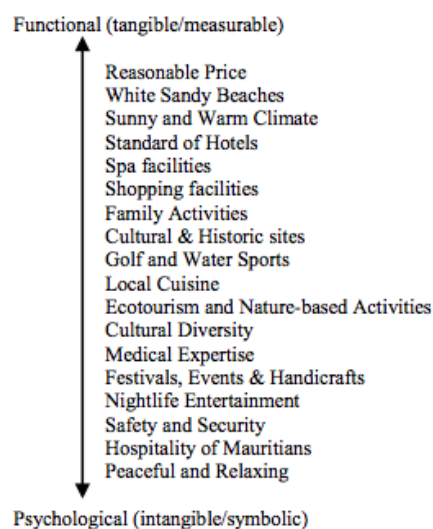 Functional (tangible/measurable)
Reasonable Price
White Sandy Beaches
Sunny and Warm Climate
Standard of Hotels
Spa facilities
Shopping facilities
Family Activities
Cultural & Historic sites
Golf and Water Sports
Local Cuisine
Ecotourism and Nature-based Activities
Cultural Diversity
Medical Expertise
Festivals, Events & Handicrafts
Nightlife Entertainment
Safety and Security
Hospitality of Mauritians
Peaceful and Relaxing
Psychological (intangible/symbolic)